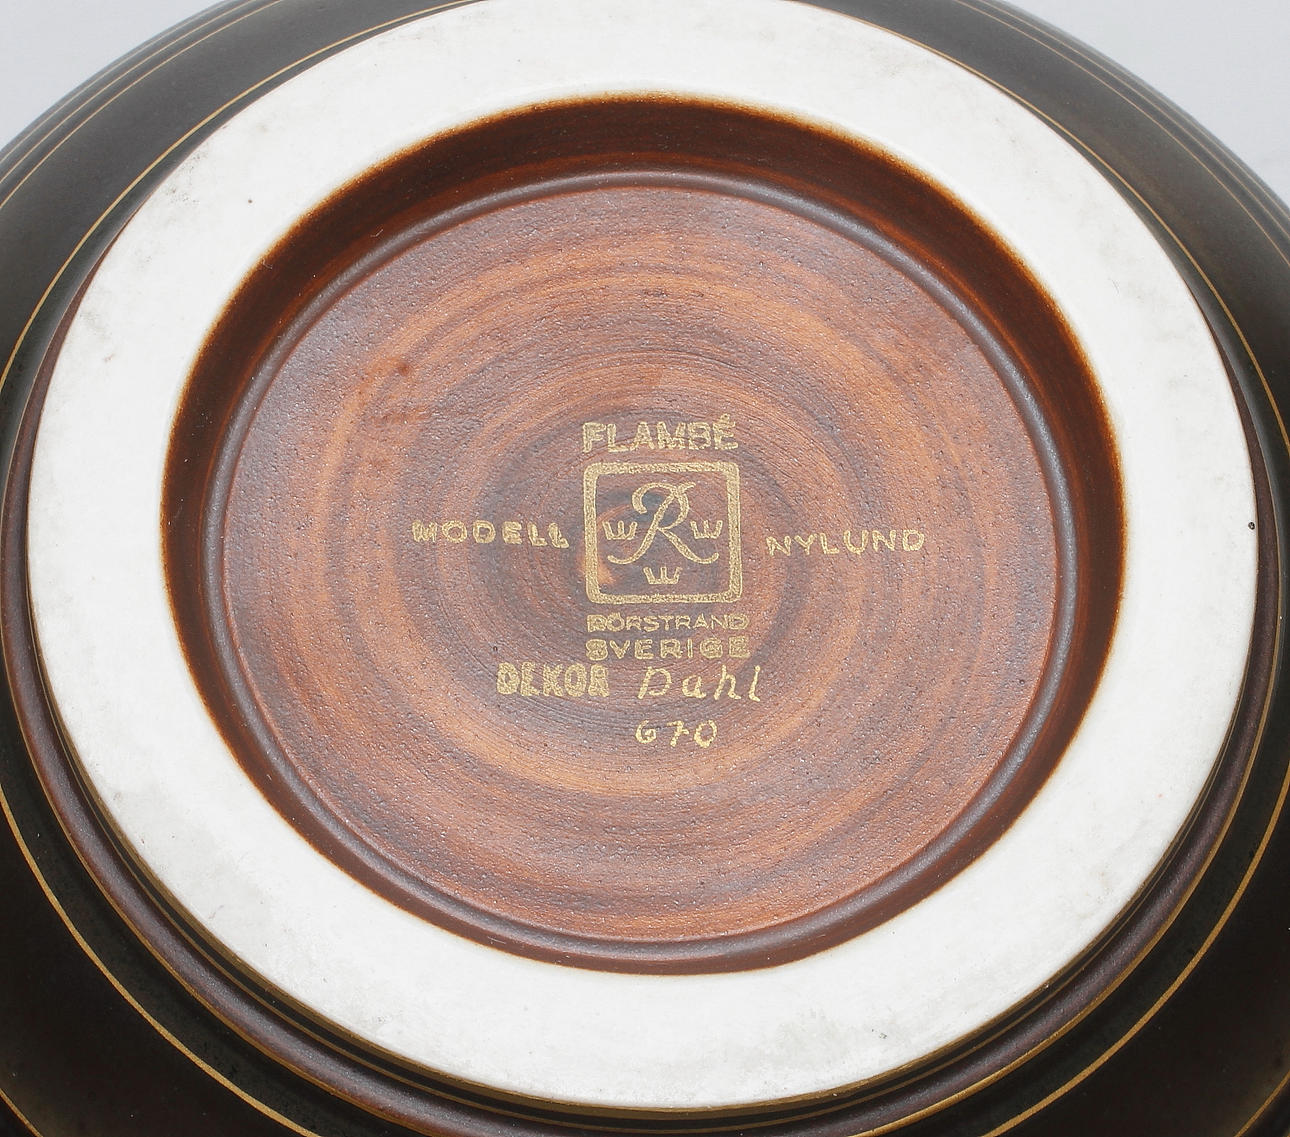 FLAMBÉ
MODELL R NYLUND
RÖRSTRAND
SVERIGE
DEKOR Dahl
670